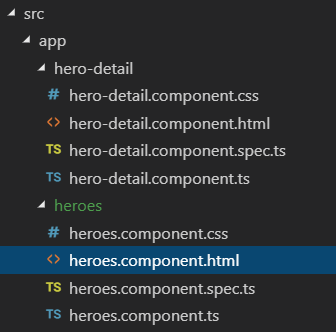 src
app
hero-detail
# hero-detail.component.css
<> hero-detail.component.html
TS hero-detail.component.spec.ts
TS hero-detail.component.ts
heroes
# heroes.component.css
<> heroes.component.html
TS heroes.component.spec.ts
TS heroes.component.ts